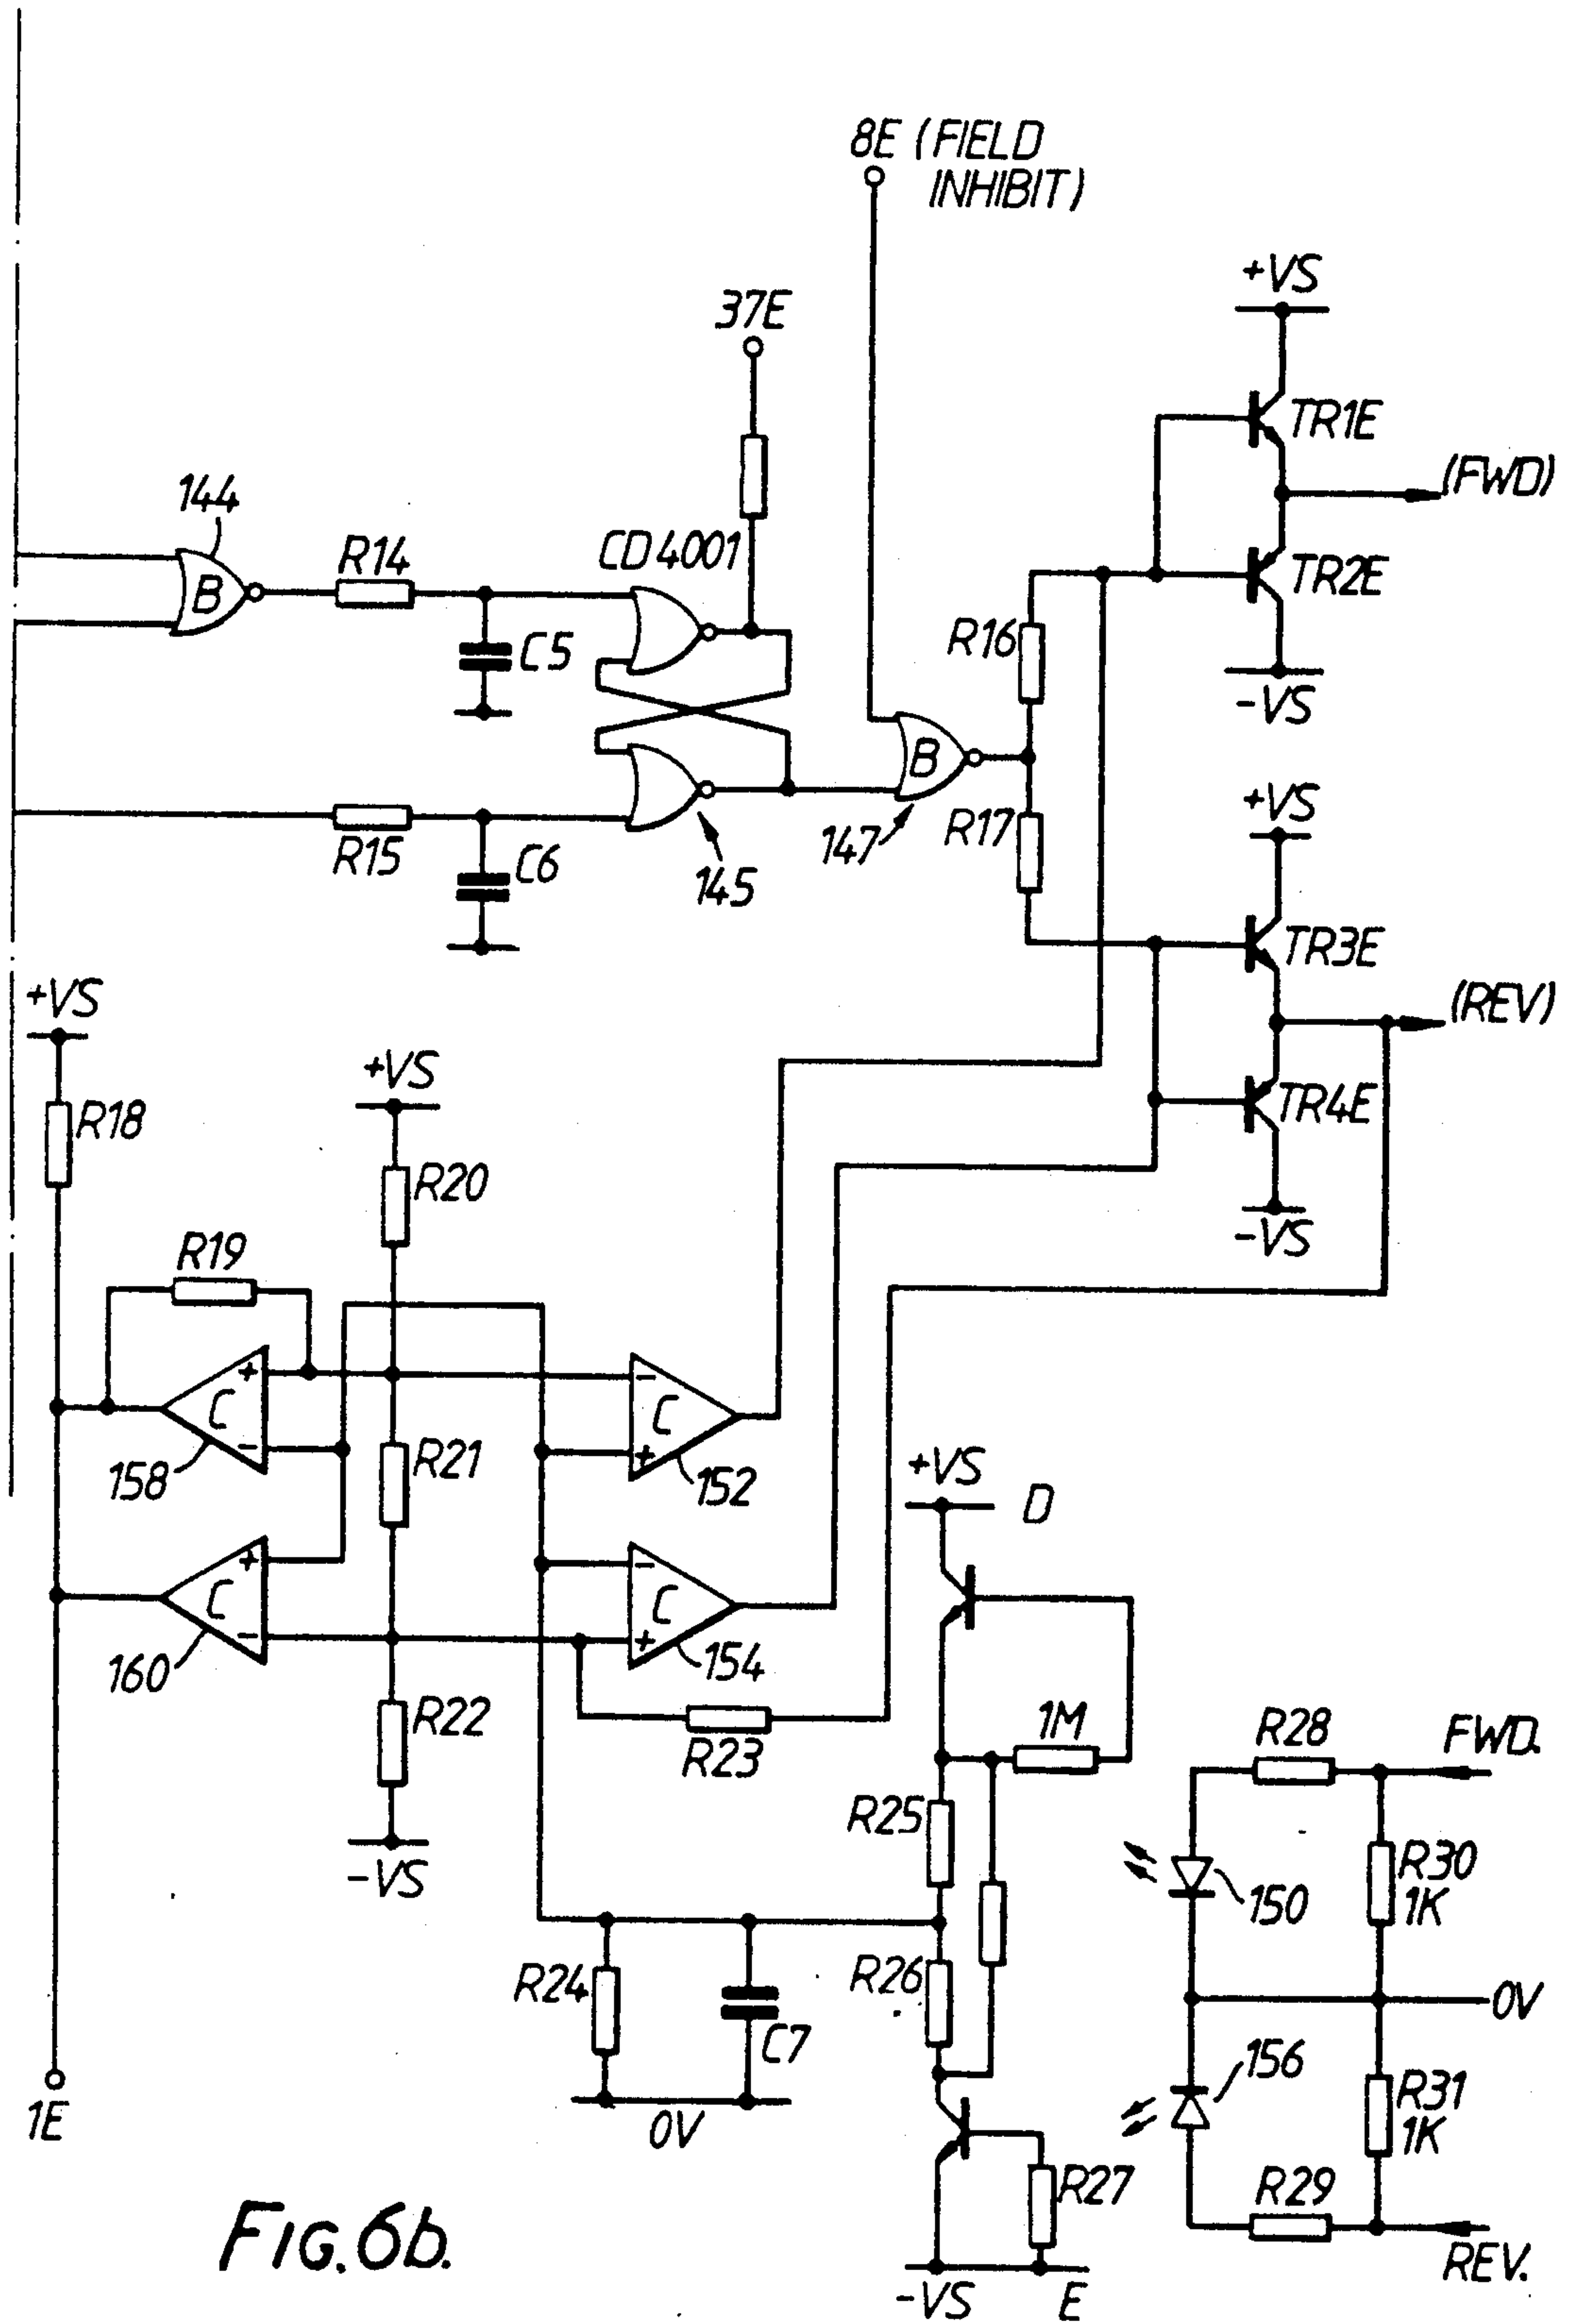 8E (FIELD
INHIBIT)
+VS
37E
TR1E
(FWD)
144
B
R14
CD4001
TR2E
C5
R16
-VS
B
+VS
R15
C6
145
147
R17
TR3E
(REV)
+VS
R18
+VS
R20
TR4E
-VS
R19
+
C
-
158
R21
-
C
+
152
+VS
D
+
C
-
160
-
C
+
154
R22
R23
1M
R28
FWD.
-VS
R25
150
R30
1K
R24
C7
R26
0V
156
R31
1K
1E
0V
R27
R29
REV.
-VS
E
FIG.6b.